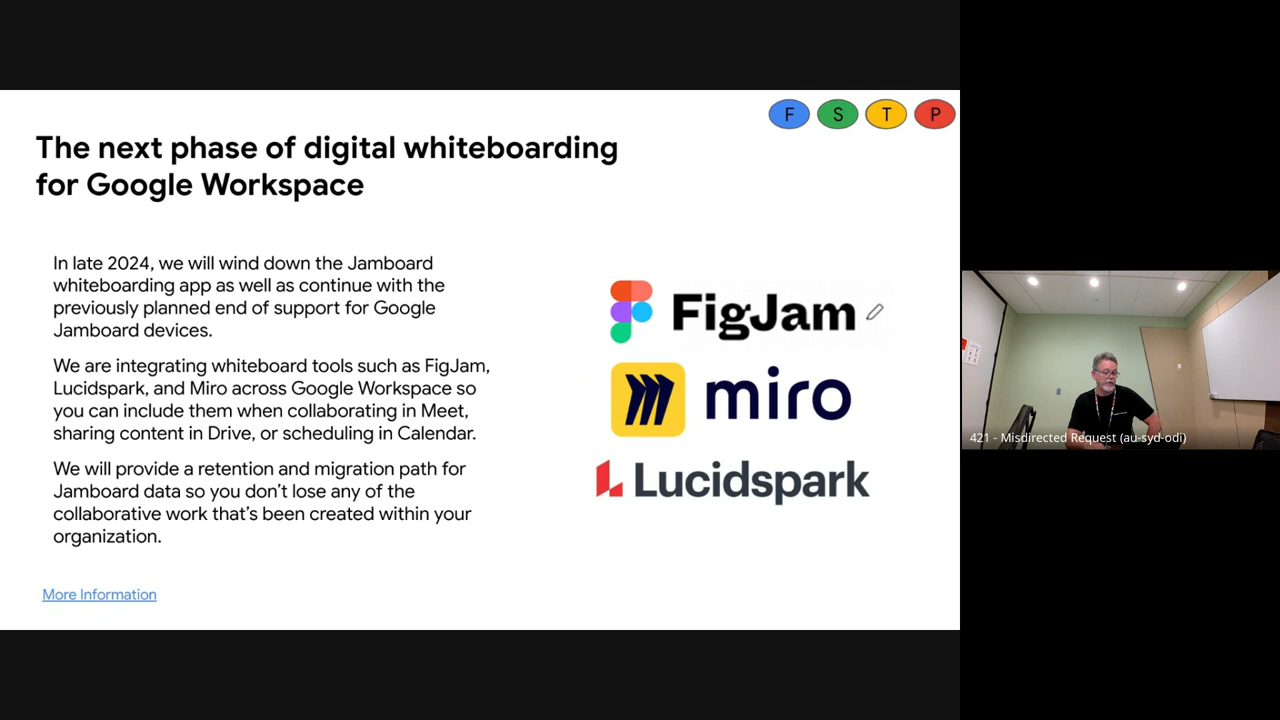 F S T P
The next phase of digital whiteboarding
for Google Workspace
In late 2024, we will wind down the Jamboard
whiteboarding app as well as continue with the
previously planned end of support for Google
Jamboard devices.
We are integrating whiteboard tools such as FigJam,
Lucidspark, and Miro across Google Workspace so
you can include them when collaborating in Meet,
sharing content in Drive, or scheduling in Calendar.
We will provide a retention and migration path for
Jamboard data so you don’t lose any of the
collaborative work that’s been created within your
organization.
More Information
FigJam
miro
Lucidspark
421 - Misdirected Request (au-syd-odi)